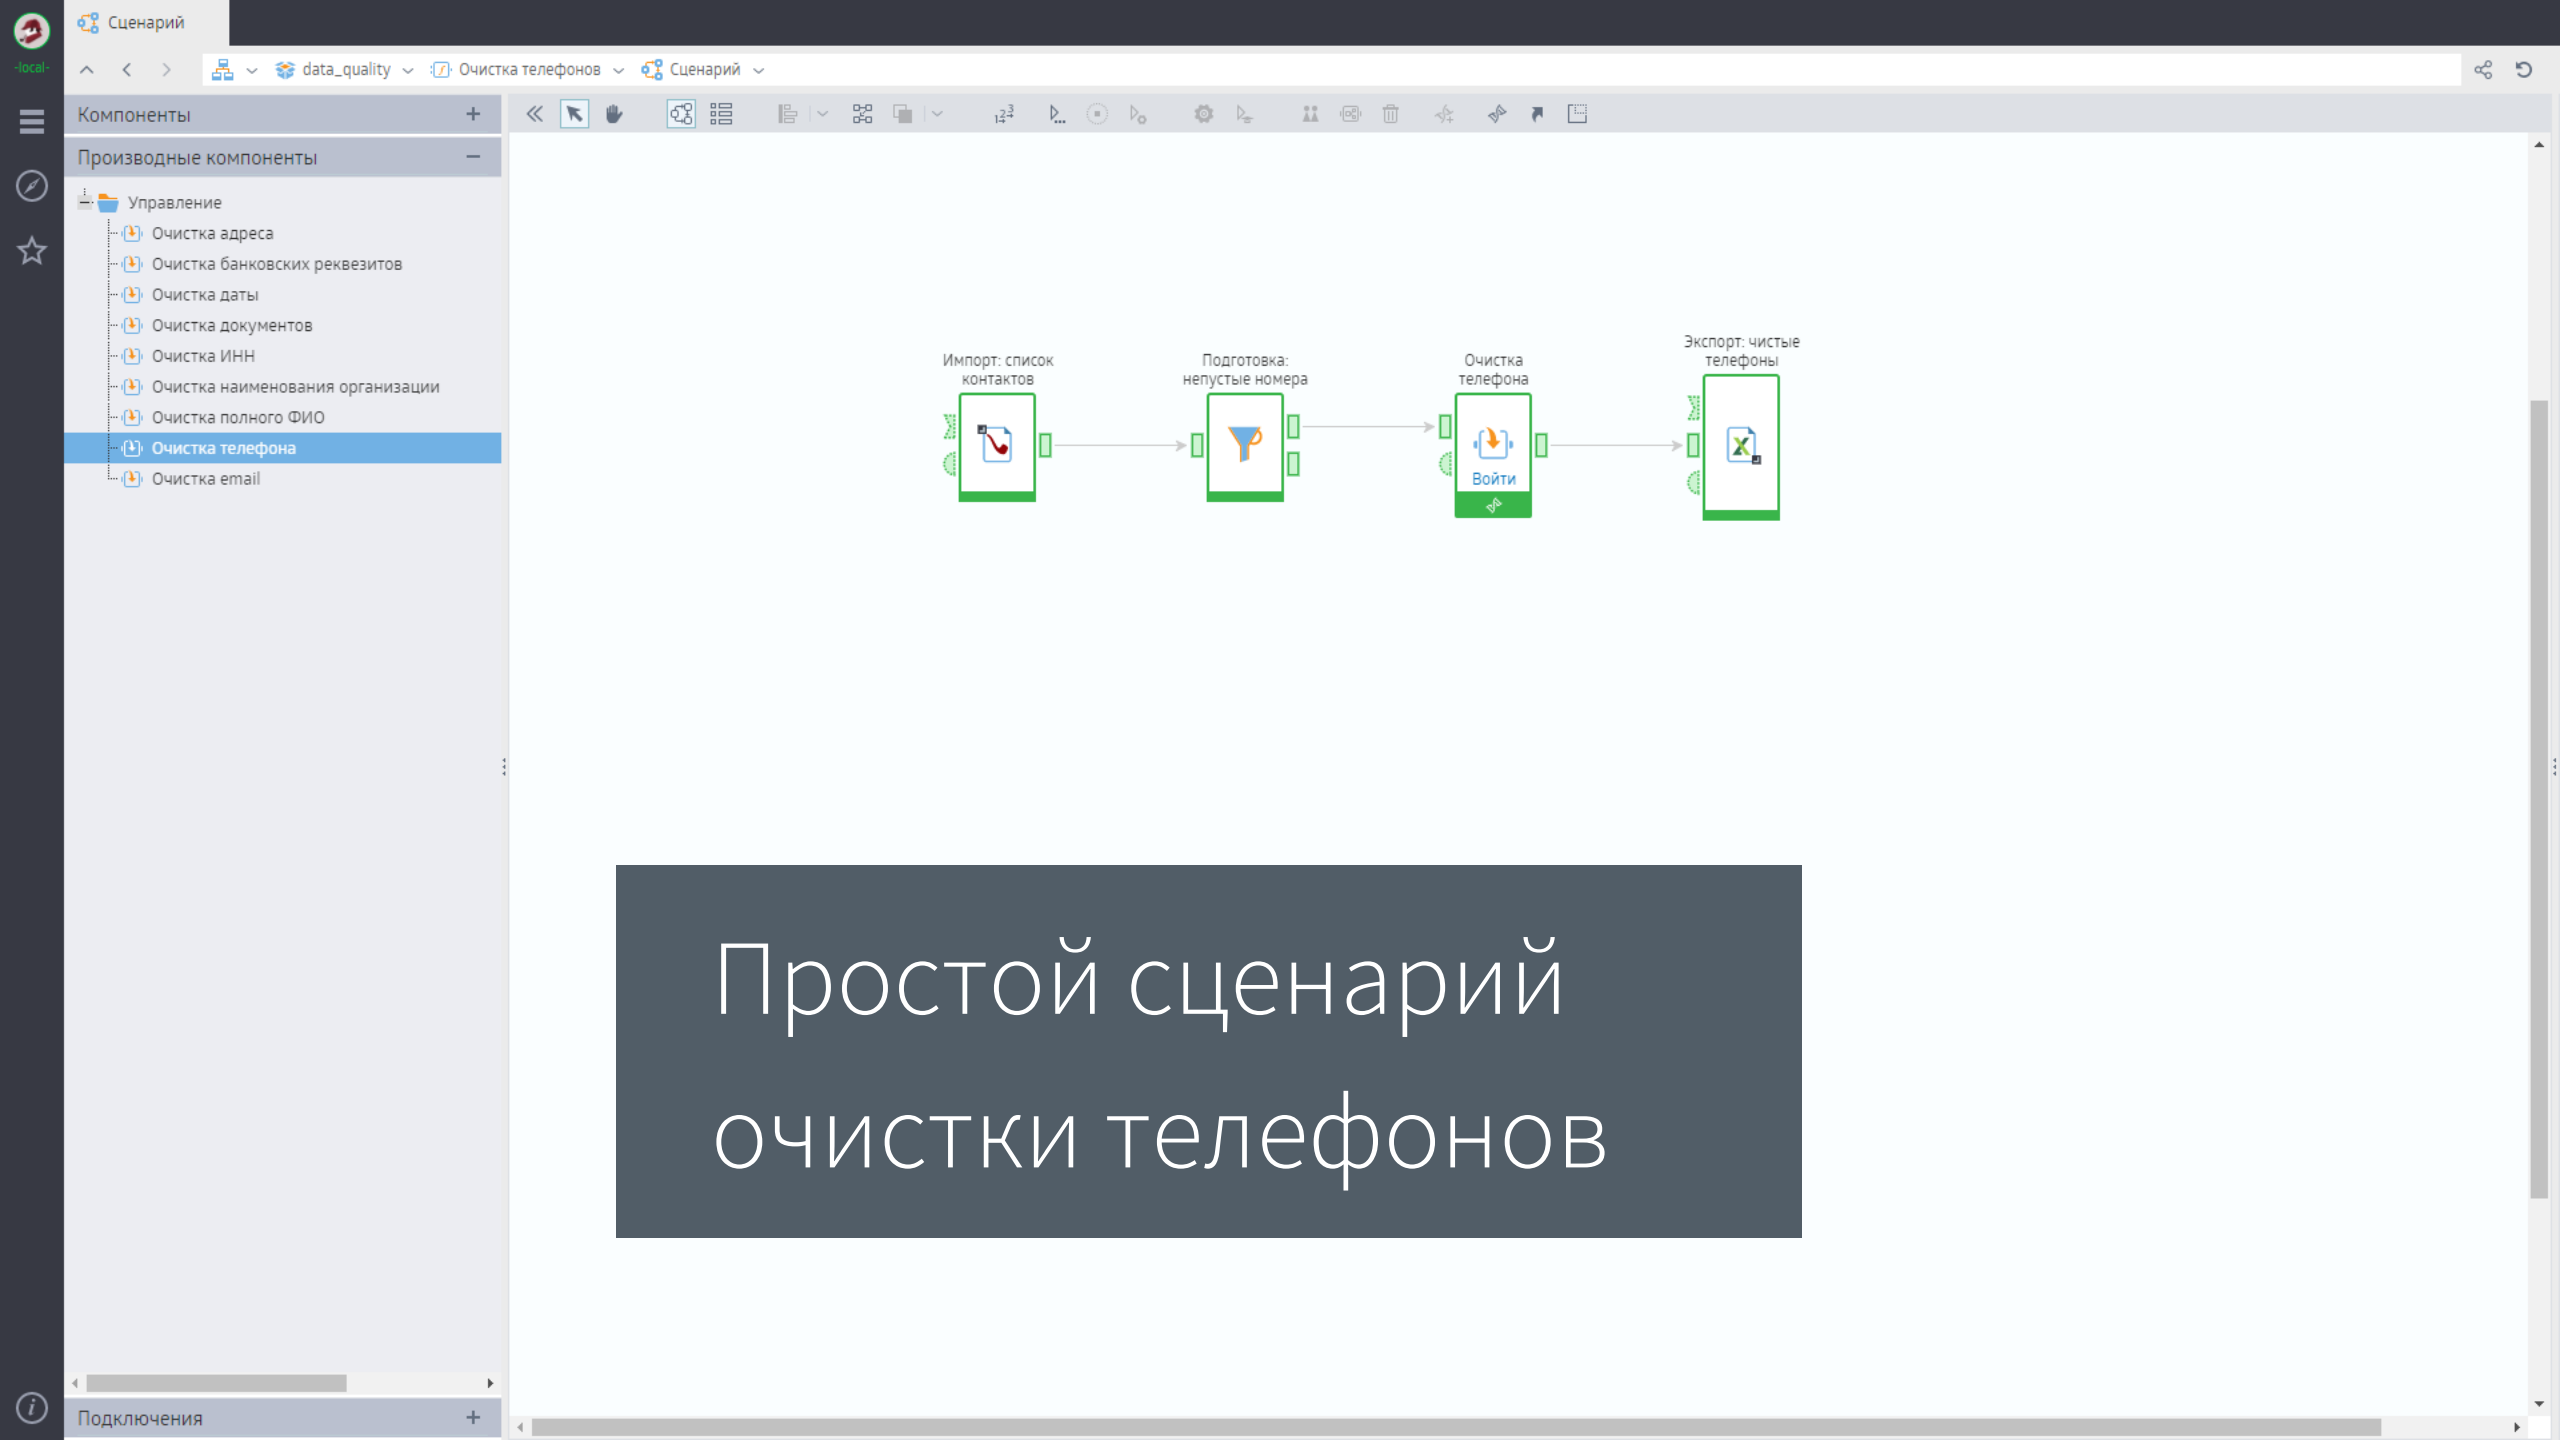 Сценарий
-local-
data_quality
Очистка телефонов
Сценарий
Компоненты
Производные компоненты
Управление
Очистка адреса
Очистка банковских реквезитов
Очистка даты
Очистка документов
Очистка ИНН
Очистка наименования организации
Очистка полного ФИО
Очистка телефона
Очистка email
Подключения
Импорт: список
контактов
Подготовка:
непустые номера
Очистка
телефона
Войти
Экспорт: чистые
телефоны
Простой сценарий
очистки телефонов